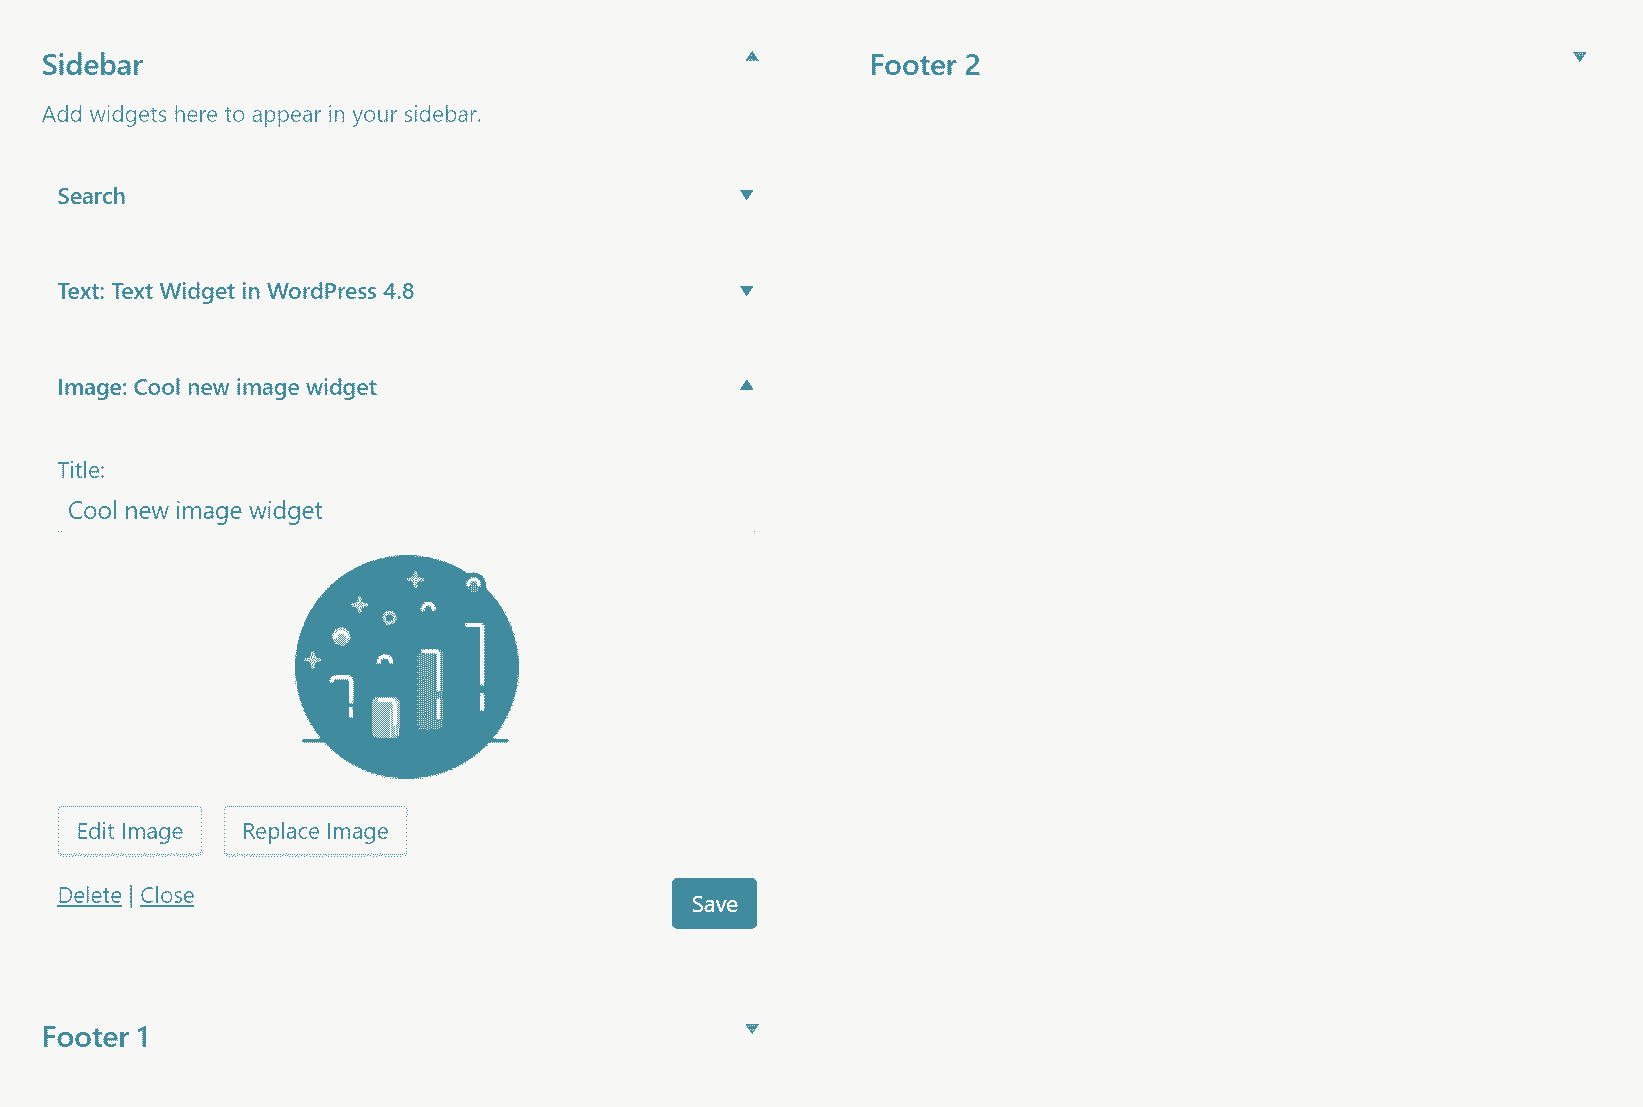 Sidebar
Add widgets here to appear in your sidebar.
Search
Text: Text Widget in WordPress 4.8
Image: Cool new image widget
Title:
Cool new image widget
Edit Image
Replace Image
Delete | Close
Save
Footer 1
Footer 2